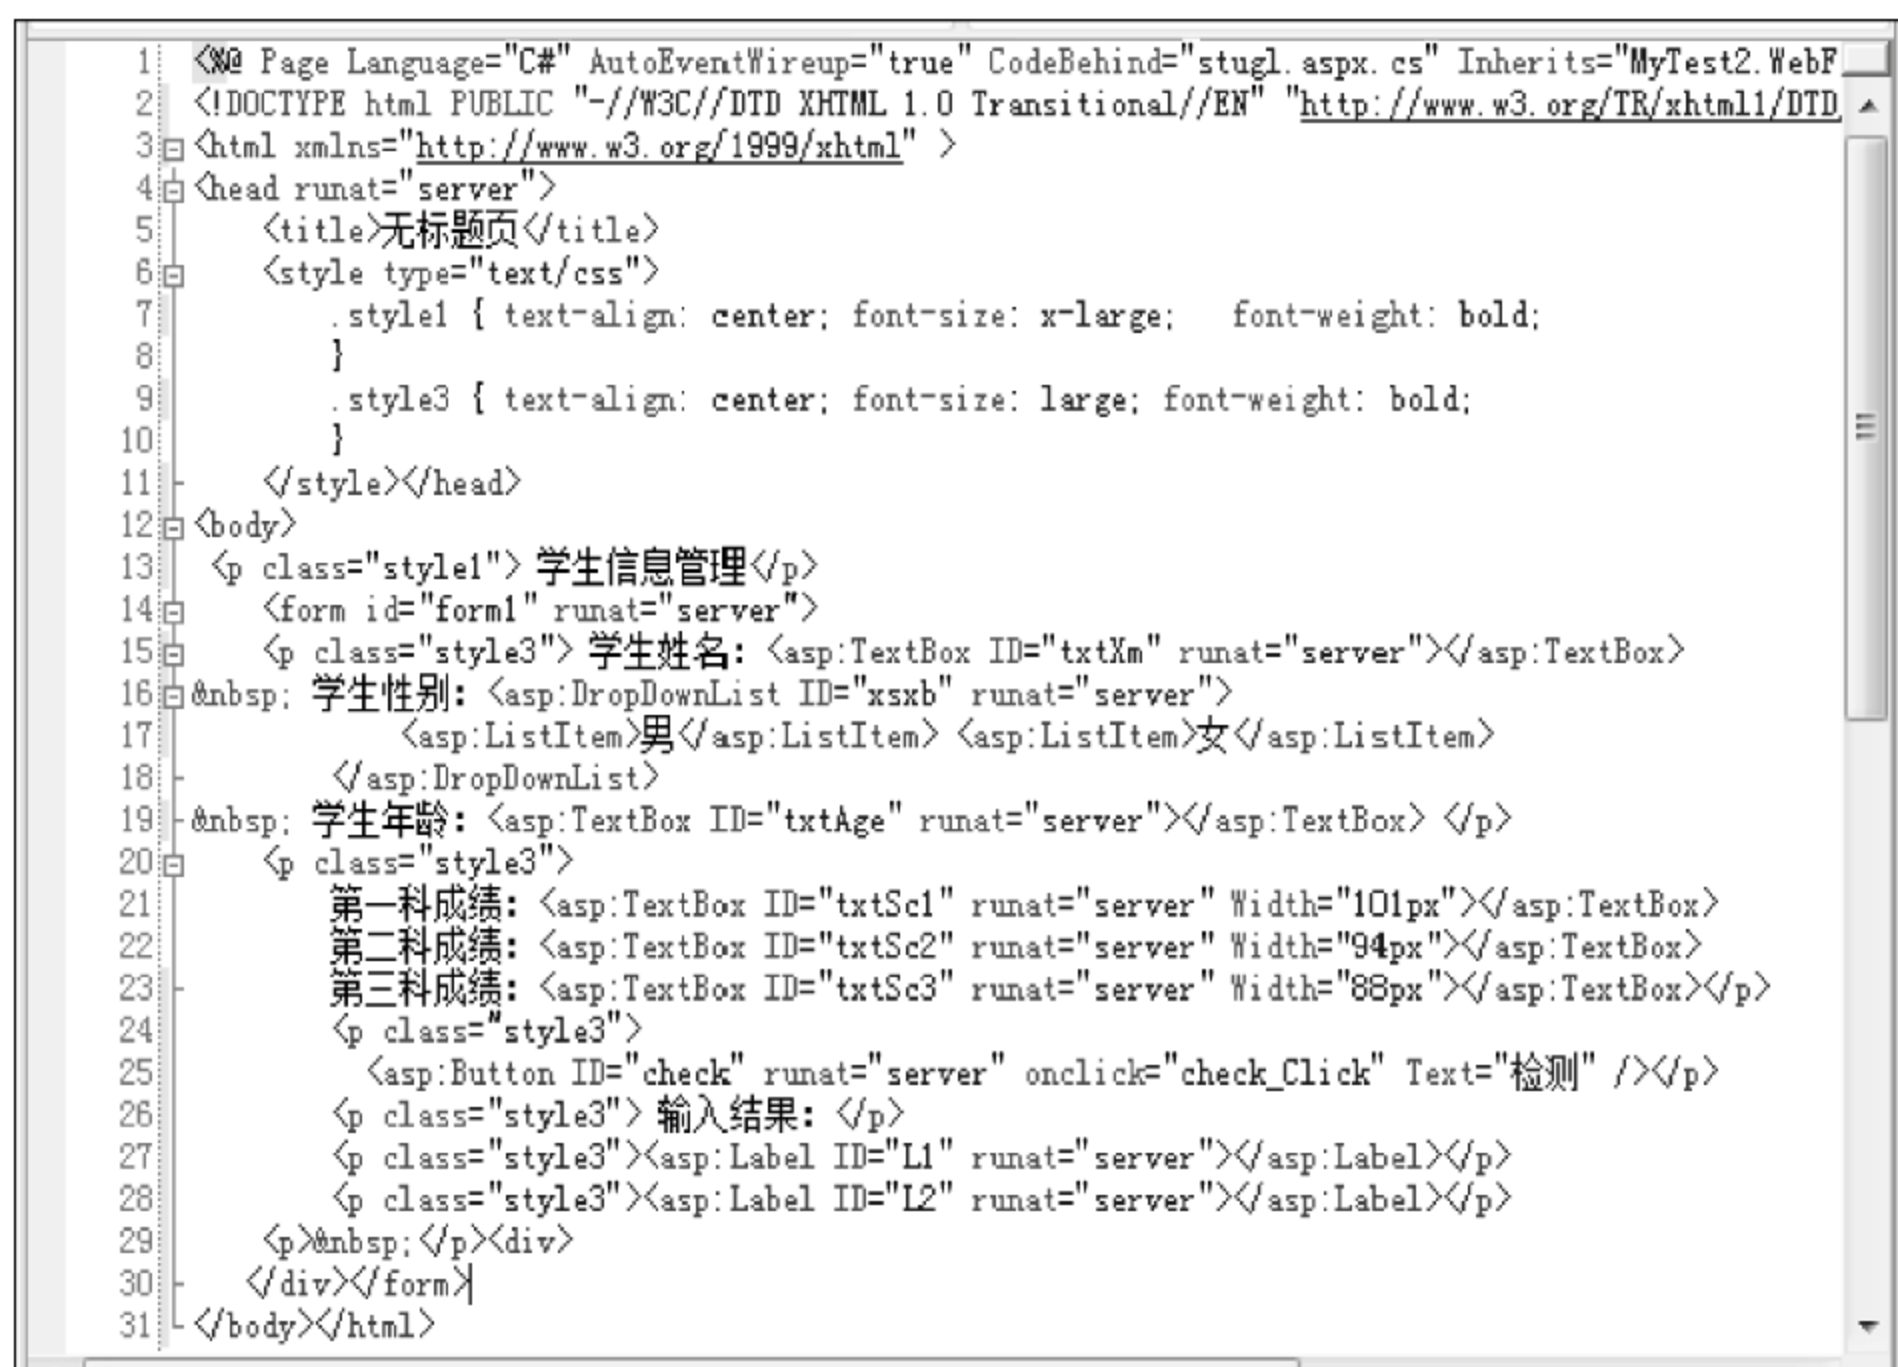 1 <%@ Page Language="C#" AutoEventWireup="true" CodeBehind="stugl.aspx.cs" Inherits="MyTest2.WebF
2 <!DOCTYPE html PUBLIC "-//W3C//DTD XHTML 1.0 Transitional//EN" "http://www.w3.org/TR/xhtml1/DTD
3 <html xmlns="http://www.w3.org/1999/xhtml" >
4 <head runat="server">
5 <title>无标题页</title>
6 <style type="text/css">
7 .style1 { text-align: center; font-size: x-large; font-weight: bold;
8 }
9 .style3 { text-align: center; font-size: large; font-weight: bold;
10 }
11 </style></head>
12 <body>
13 <p class="style1"> 学生信息管理</p>
14 <form id="form1" runat="server">
15 <p class="style3"> 学生姓名: <asp:TextBox ID="txtXm" runat="server"></asp:TextBox>
16 &nbsp; 学生性别: <asp:DropDownList ID="xsxb" runat="server">
17 <asp:ListItem>男</asp:ListItem> <asp:ListItem>女</asp:ListItem>
18 </asp:DropDownList>
19 &nbsp; 学生年龄: <asp:TextBox ID="txtAge" runat="server"></asp:TextBox> </p>
20 <p class="style3">
21 第一科成绩: <asp:TextBox ID="txtSc1" runat="server" Width="101px"></asp:TextBox>
22 第二科成绩: <asp:TextBox ID="txtSc2" runat="server" Width="94px"></asp:TextBox>
23 第三科成绩: <asp:TextBox ID="txtSc3" runat="server" Width="88px"></asp:TextBox></p>
24 <p class="style3">
25 <asp:Button ID="check" runat="server" onclick="check_Click" Text="检测" /></p>
26 <p class="style3"> 输入结果: </p>
27 <p class="style3"><asp:Label ID="L1" runat="server"></asp:Label></p>
28 <p class="style3"><asp:Label ID="L2" runat="server"></asp:Label></p>
29 <p>&nbsp;</p><div>
30 </div></form>
31 </body></html>